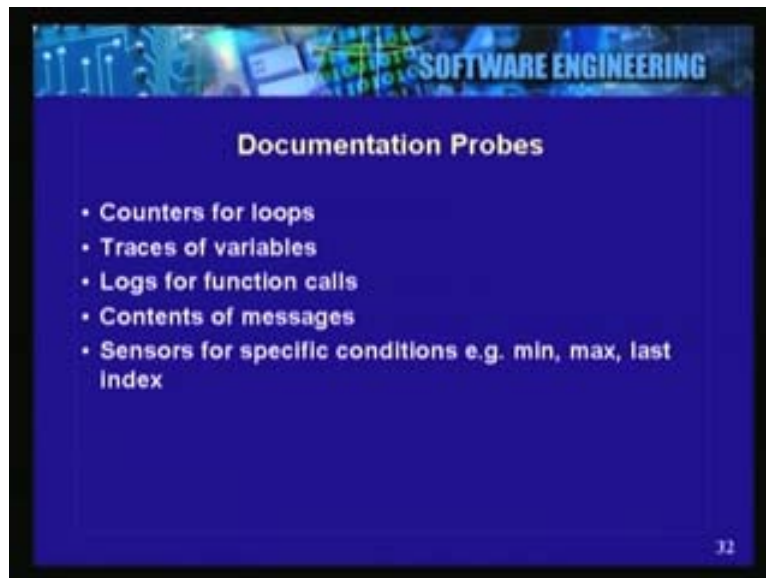 SOFTWARE ENGINEERING
Documentation Probes
• Counters for loops
• Traces of variables
• Logs for function calls
• Contents of messages
• Sensors for specific conditions e.g. min, max, last
index
32